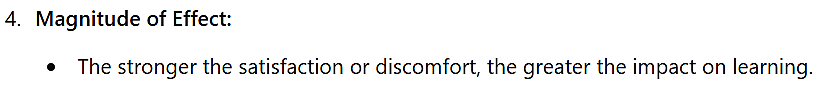 4. Magnitude of Effect:
• The stronger the satisfaction or discomfort, the greater the impact on learning.